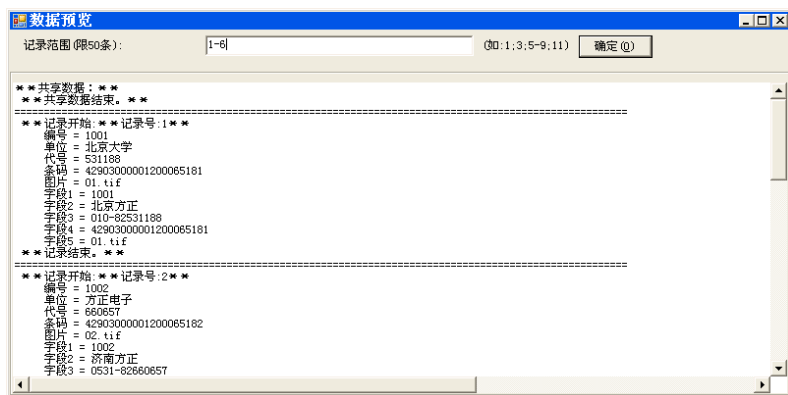 数据预览
记录范围(限50条):
1-6
(如:1;3;5-9;11)
确定(O)
**共享数据:**
**共享数据结束。**
================================================================================
**记录开始:**记录号:1**
编号 = 1001
单位 = 北京大学
代号 = 531188
条码 = 42903000001200065181
图片 = 01.tif
字段1 = 1001
字段2 = 北京方正
字段3 = 010-82531188
字段4 = 42903000001200065181
字段5 = 01.tif
**记录结束。**
================================================================================
**记录开始:**记录号:2**
编号 = 1002
单位 = 方正电子
代号 = 660657
条码 = 42903000001200065182
图片 = 02.tif
字段1 = 1002
字段2 = 济南方正
字段3 = 0531-82660657